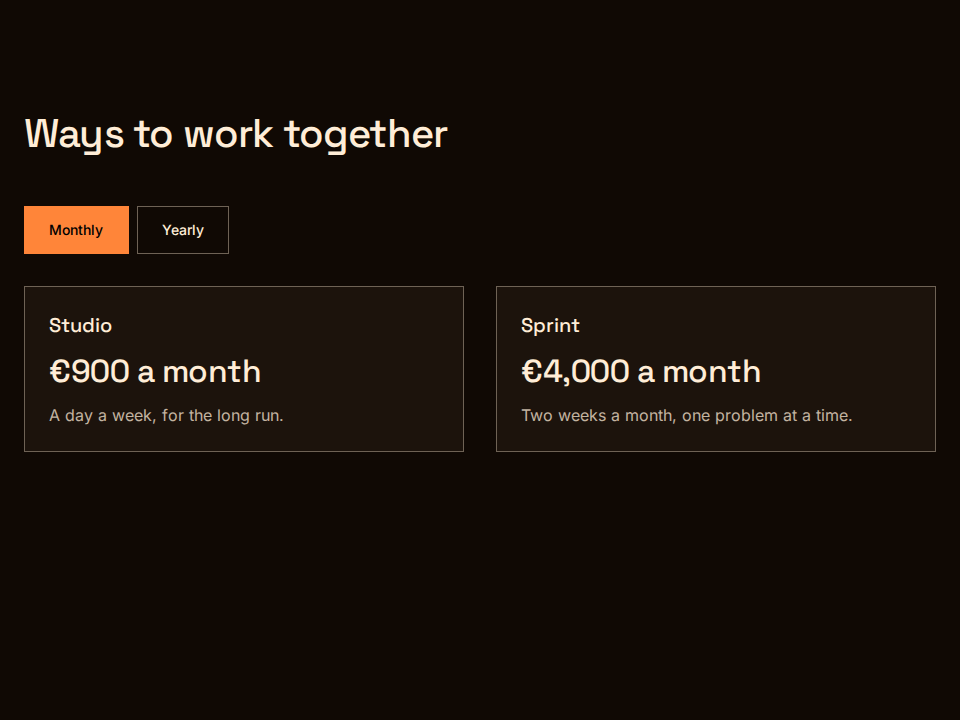 Ways to work together
Monthly
Yearly
Studio
€900 a month
A day a week, for the long run.
Sprint
€4,000 a month
Two weeks a month, one problem at a time.